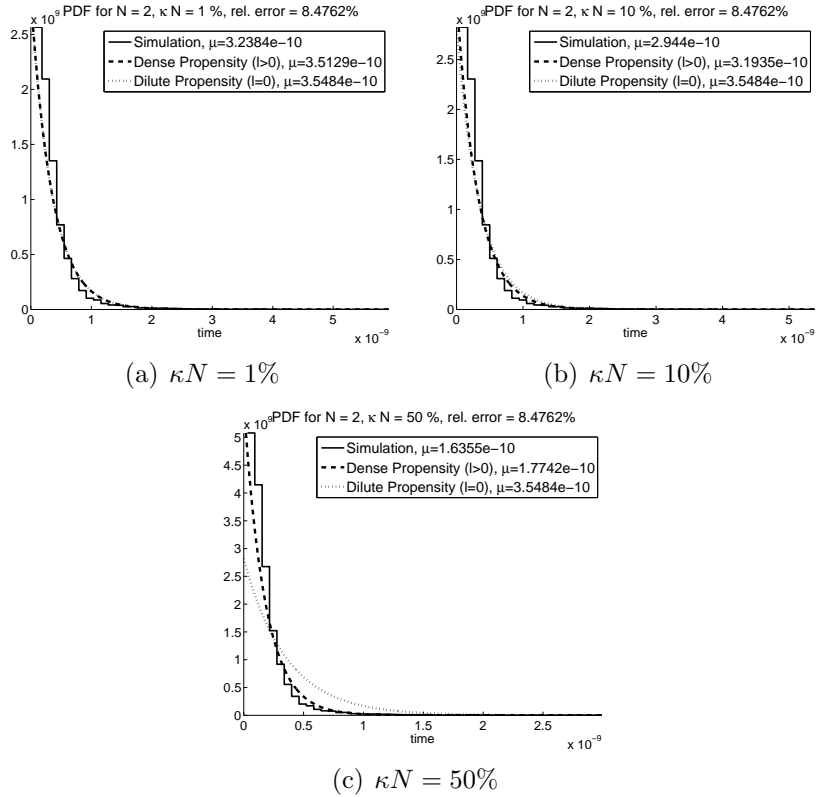 x 10^9 PDF for N = 2, κ N = 1 %, rel. error = 8.4762%
Simulation, μ=3.2384e−10
Dense Propensity (l>0), μ=3.5129e−10
Dilute Propensity (l=0), μ=3.5484e−10
2.5
2
1.5
1
0.5
0
0 1 2 3 4 5
time
x 10^−9
(a) κN = 1%
x 10^9 PDF for N = 2, κ N = 10 %, rel. error = 8.4762%
Simulation, μ=2.944e−10
Dense Propensity (l>0), μ=3.1935e−10
Dilute Propensity (l=0), μ=3.5484e−10
2.5
2
1.5
1
0.5
0
0 1 2 3 4 5
time
x 10^−9
(b) κN = 10%
x 10^9 PDF for N = 2, κ N = 50 %, rel. error = 8.4762%
Simulation, μ=1.6355e−10
Dense Propensity (l>0), μ=1.7742e−10
Dilute Propensity (l=0), μ=3.5484e−10
5
4.5
4
3.5
3
2.5
2
1.5
1
0.5
0
0 0.5 1 1.5 2 2.5
time
x 10^−9
(c) κN = 50%